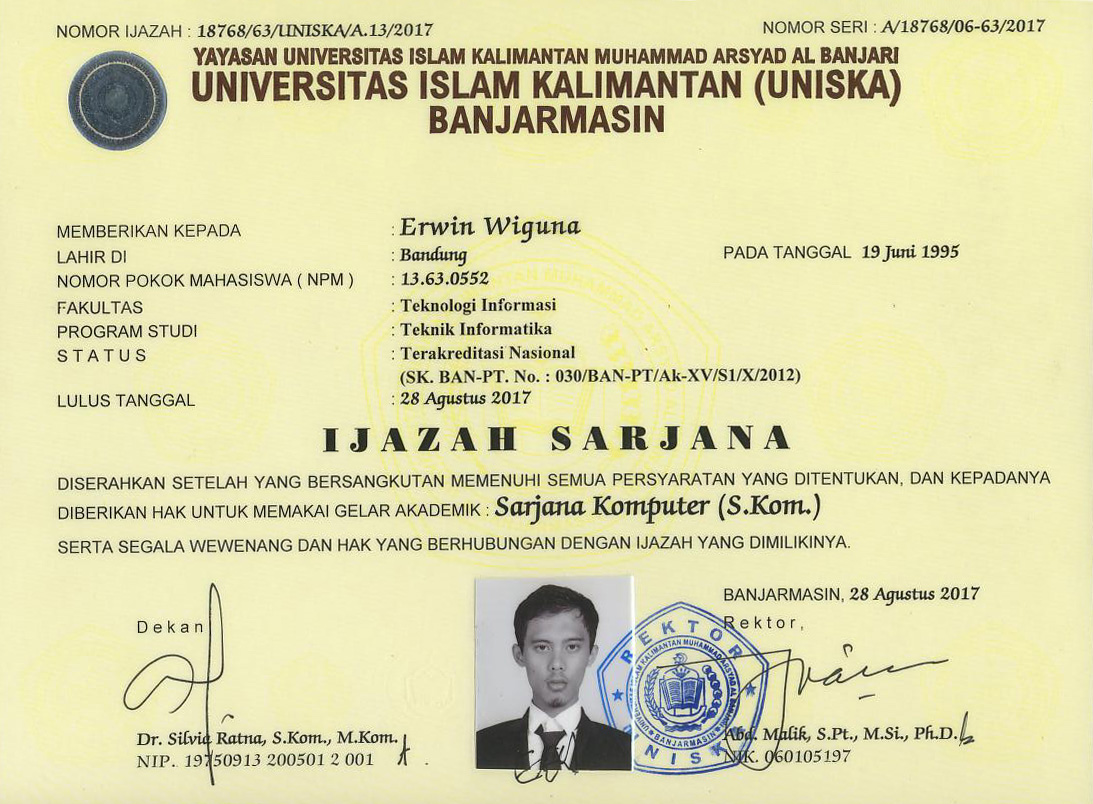 NOMOR IJAZAH : 18768/63/UNISKA/A.13/2017 NOMOR SERI : A/18768/06-63/2017
YAYASAN UNIVERSITAS ISLAM KALIMANTAN MUHAMMAD ARSYAD AL BANJARI
UNIVERSITAS ISLAM KALIMANTAN (UNISKA)
BANJARMASIN
MEMBERIKAN KEPADA : Erwin Wiguna
LAHIR DI : Bandung PADA TANGGAL 19 Juni 1995
NOMOR POKOK MAHASISWA ( NPM ) : 13.63.0552
FAKULTAS : Teknologi Informasi
PROGRAM STUDI : Teknik Informatika
S T A T U S : Terakreditasi Nasional
(SK. BAN-PT. No. : 030/BAN-PT/Ak-XV/S1/X/2012)
LULUS TANGGAL : 28 Agustus 2017
IJAZAH SARJANA
DISERAHKAN SETELAH YANG BERSANGKUTAN MEMENUHI SEMUA PERSYARATAN YANG DITENTUKAN, DAN KEPADANYA
DIBERIKAN HAK UNTUK MEMAKAI GELAR AKADEMIK : Sarjana Komputer (S.Kom.)
SERTA SEGALA WEWENANG DAN HAK YANG BERHUBUNGAN DENGAN IJAZAH YANG DIMILIKINYA.
BANJARMASIN, 28 Agustus 2017
Dekan Rektor,
REKTOR
UNIVERSITAS ISLAM KALIMANTAN MUHAMMAD ARSYAD AL BANJARI
BANJARMASIN
UNISKA
Dr. Silvia Ratna, S.Kom., M.Kom. Abd. Malik, S.Pt., M.Si., Ph.D.
NIP. 19750913 200501 2 001 NIK. 060105197